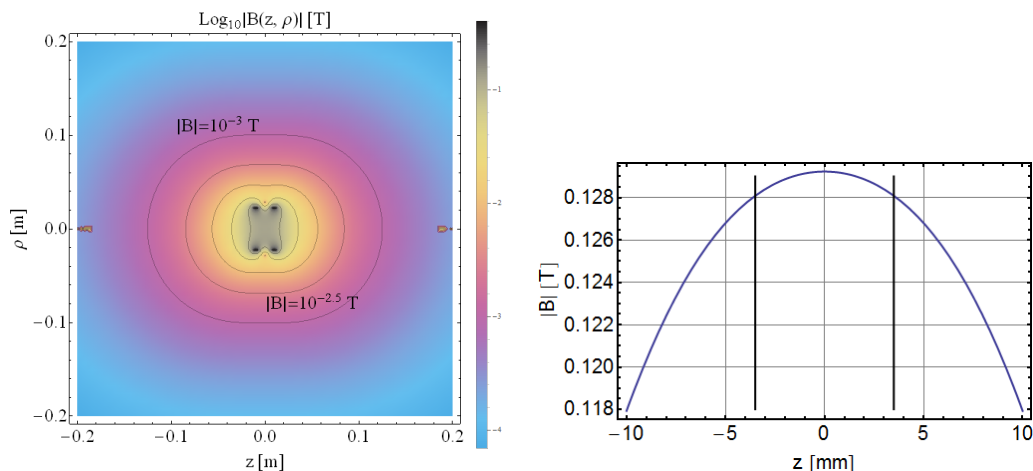 Log₁₀|B(z, ρ)| [T]
0.2
0.1
0.0
−0.1
−0.2
ρ [m]
|B|=10⁻³ T
|B|=10⁻²·⁵ T
−0.2 −0.1 0.0 0.1 0.2
z [m]
−1
−2
−3
−4
|B| [T]
0.128
0.126
0.124
0.122
0.120
0.118
−10 −5 0 5 10
z [mm]